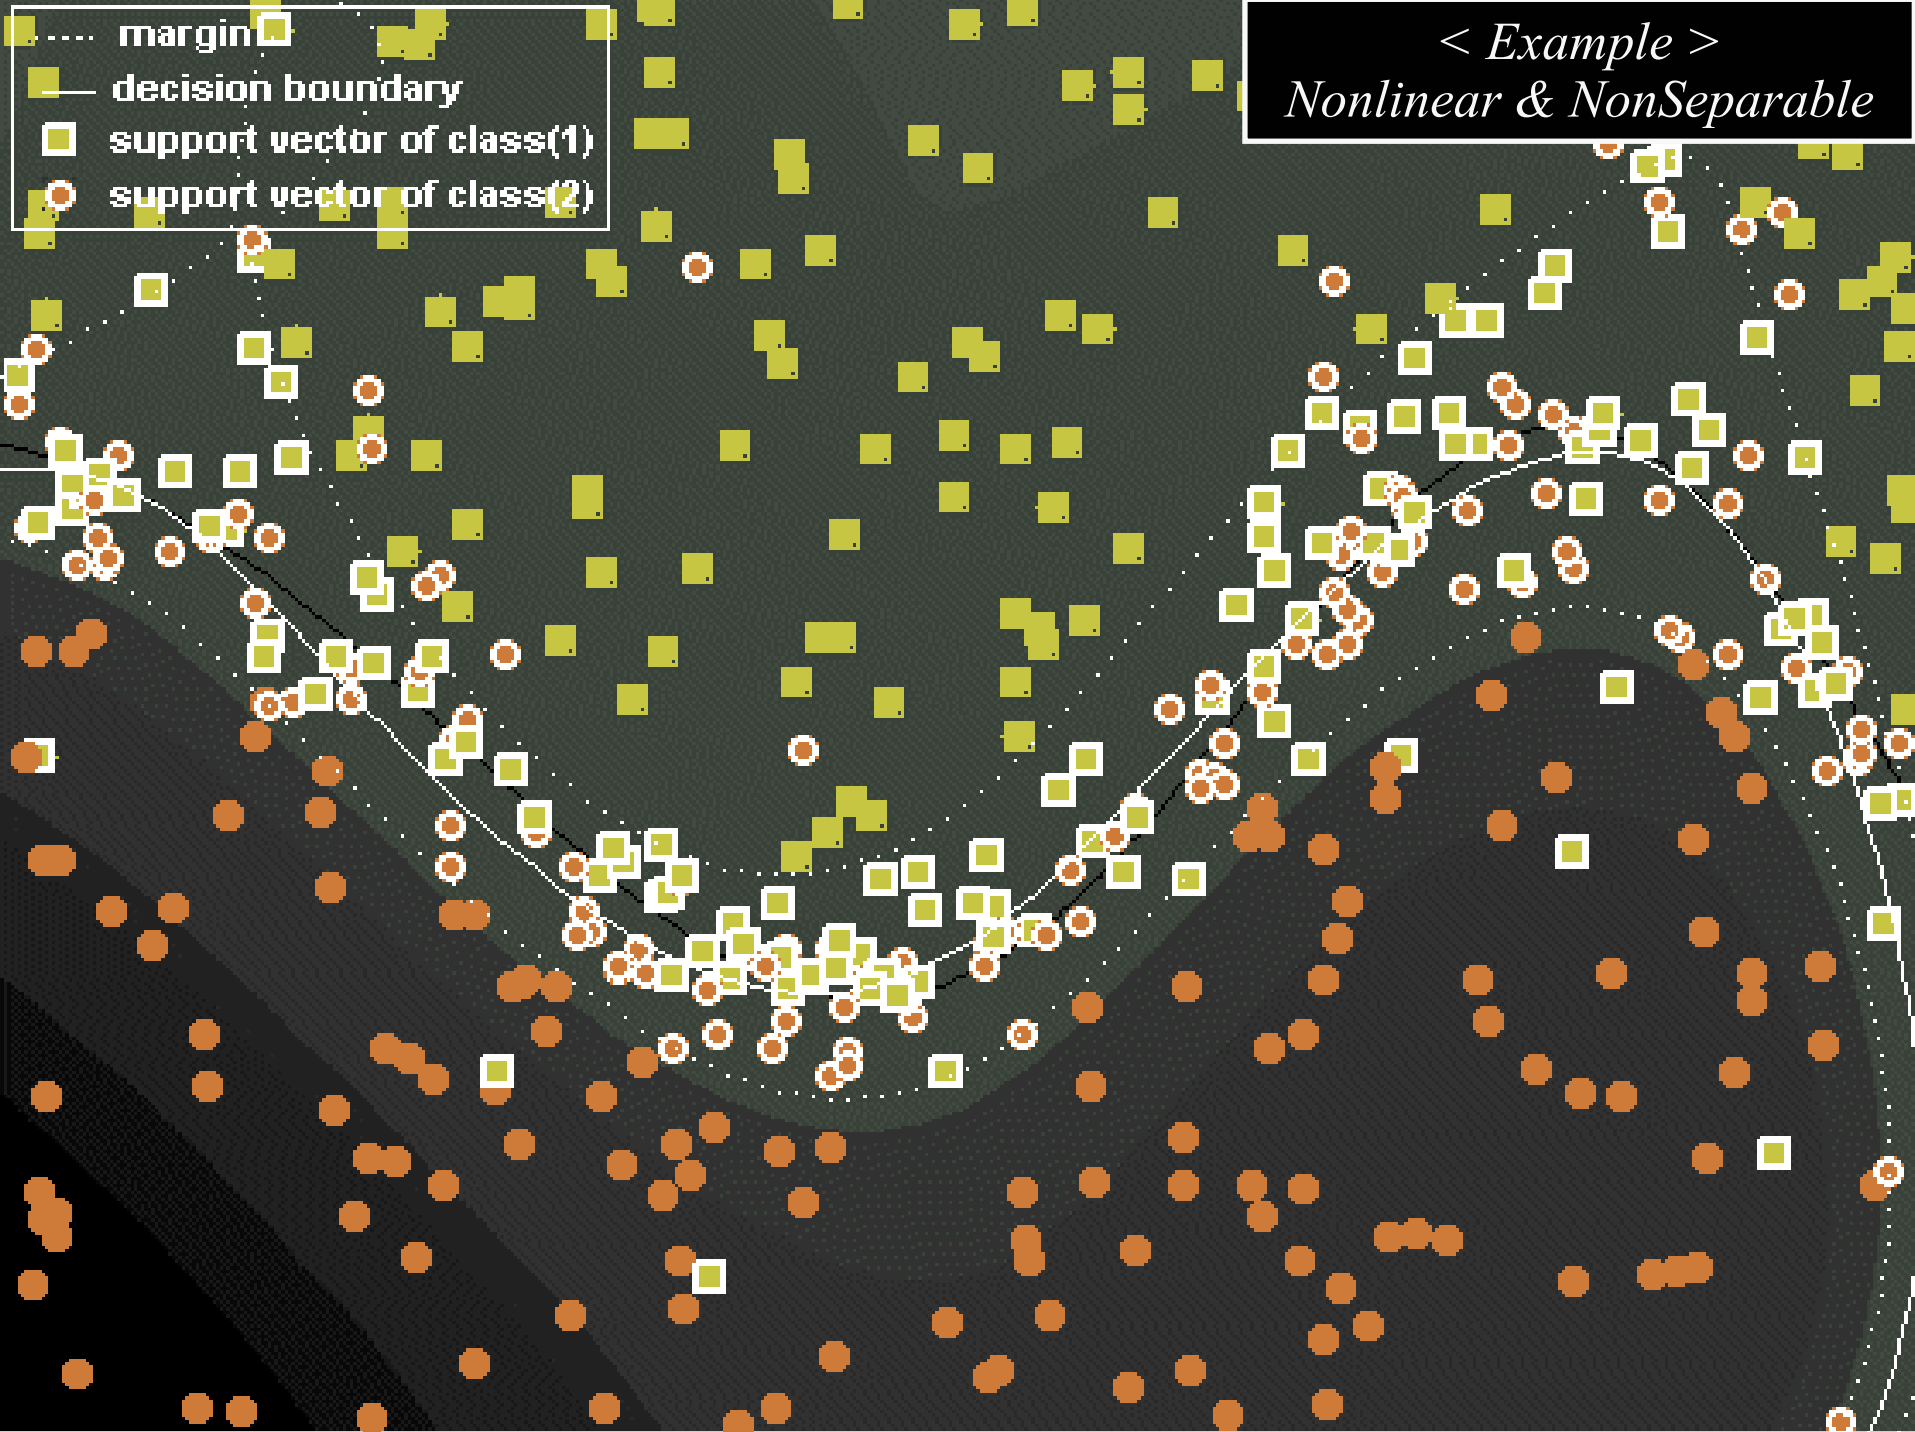 margin
decision boundary
support vector of class(1)
support vector of class(2)
< Example >
Nonlinear & NonSeparable